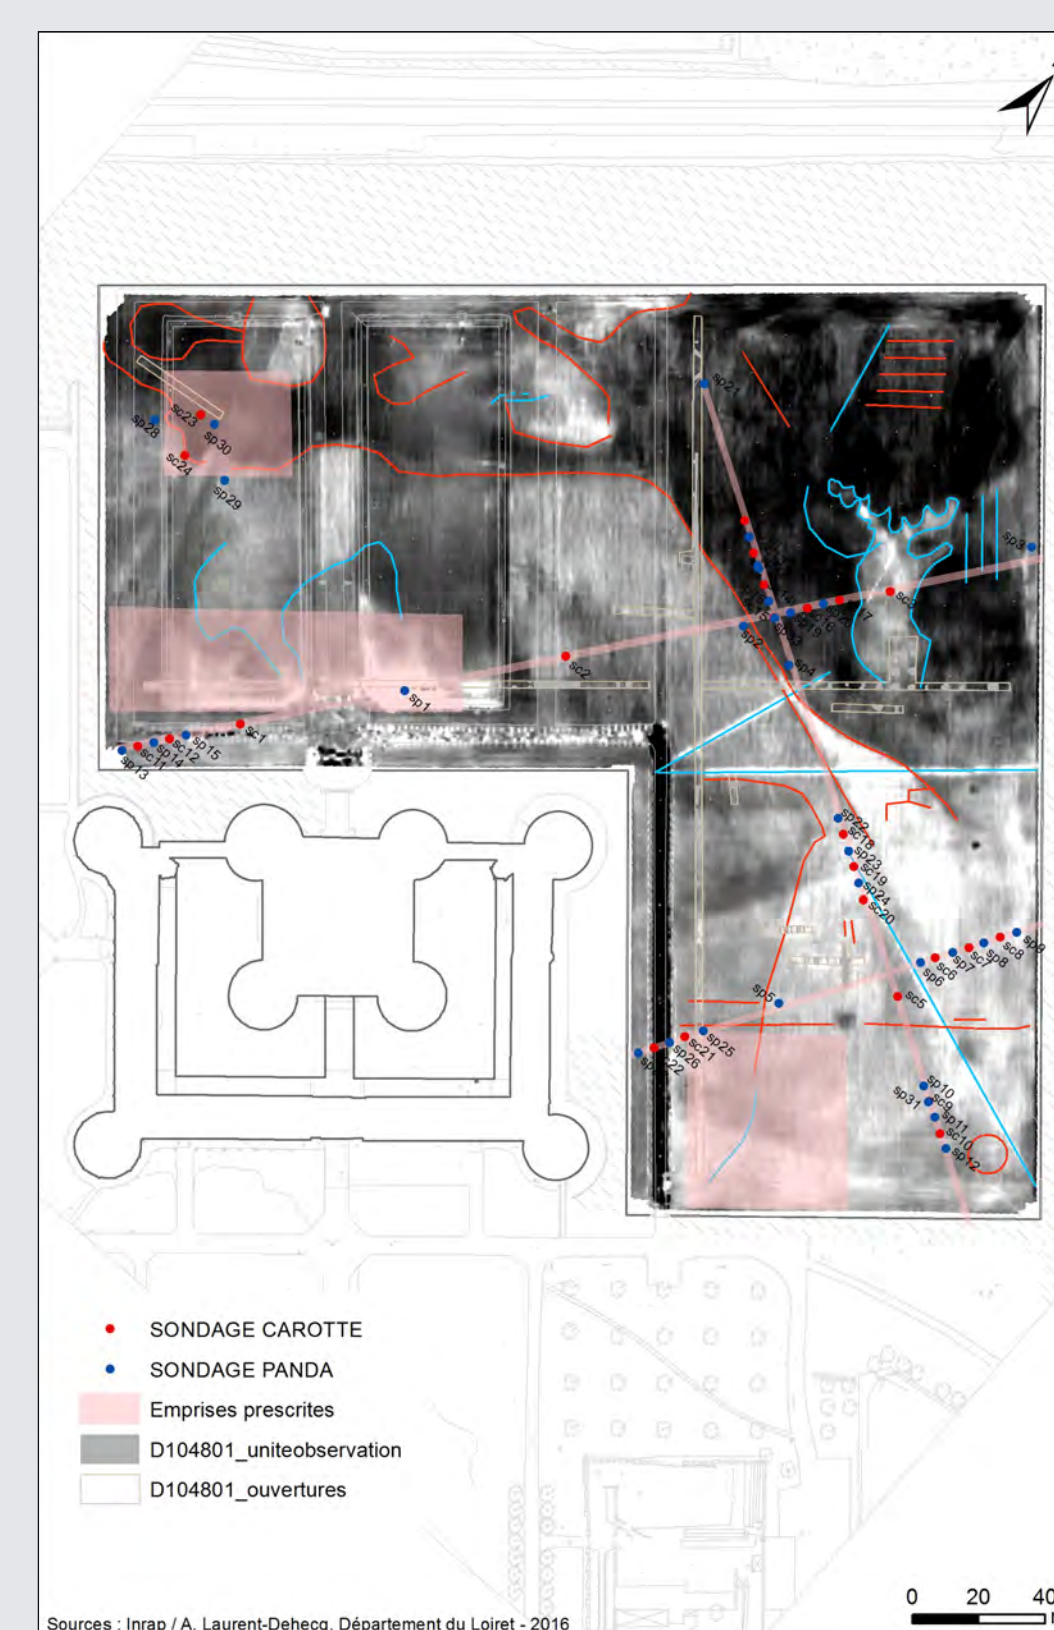 sp21
sc23
sp28
sp30
sc24
sp29
sp3
sc3
sp2
sp4
sc2
sp1
sc1
sp15
sc12
sp14
sc11
sp13
sp22
sc18
sp23
sc19
sp24
sc20
sp9
sc8
sp8
sp7
sc6
sp6
sp5
sc5
sp25
sc21
sp26
sp10
sc9
sp31
sp11
sc10
sp12
SONDAGE CAROTTE
SONDAGE PANDA
Emprises prescrites
D104801_uniteobservation
D104801_ouvertures
0 20 40
Sources : Inrap / A. Laurent-Dehecq, Département du Loiret - 2016